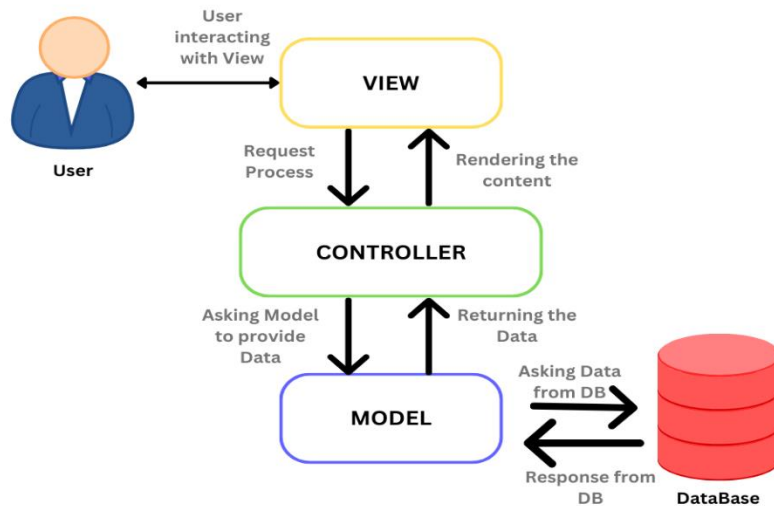 User
interacting
with View
VIEW
User
Request
Process
Rendering the
content
CONTROLLER
Asking Model
to provide
Data
Returning the
Data
MODEL
Asking Data
from DB
Response from
DB
DataBase